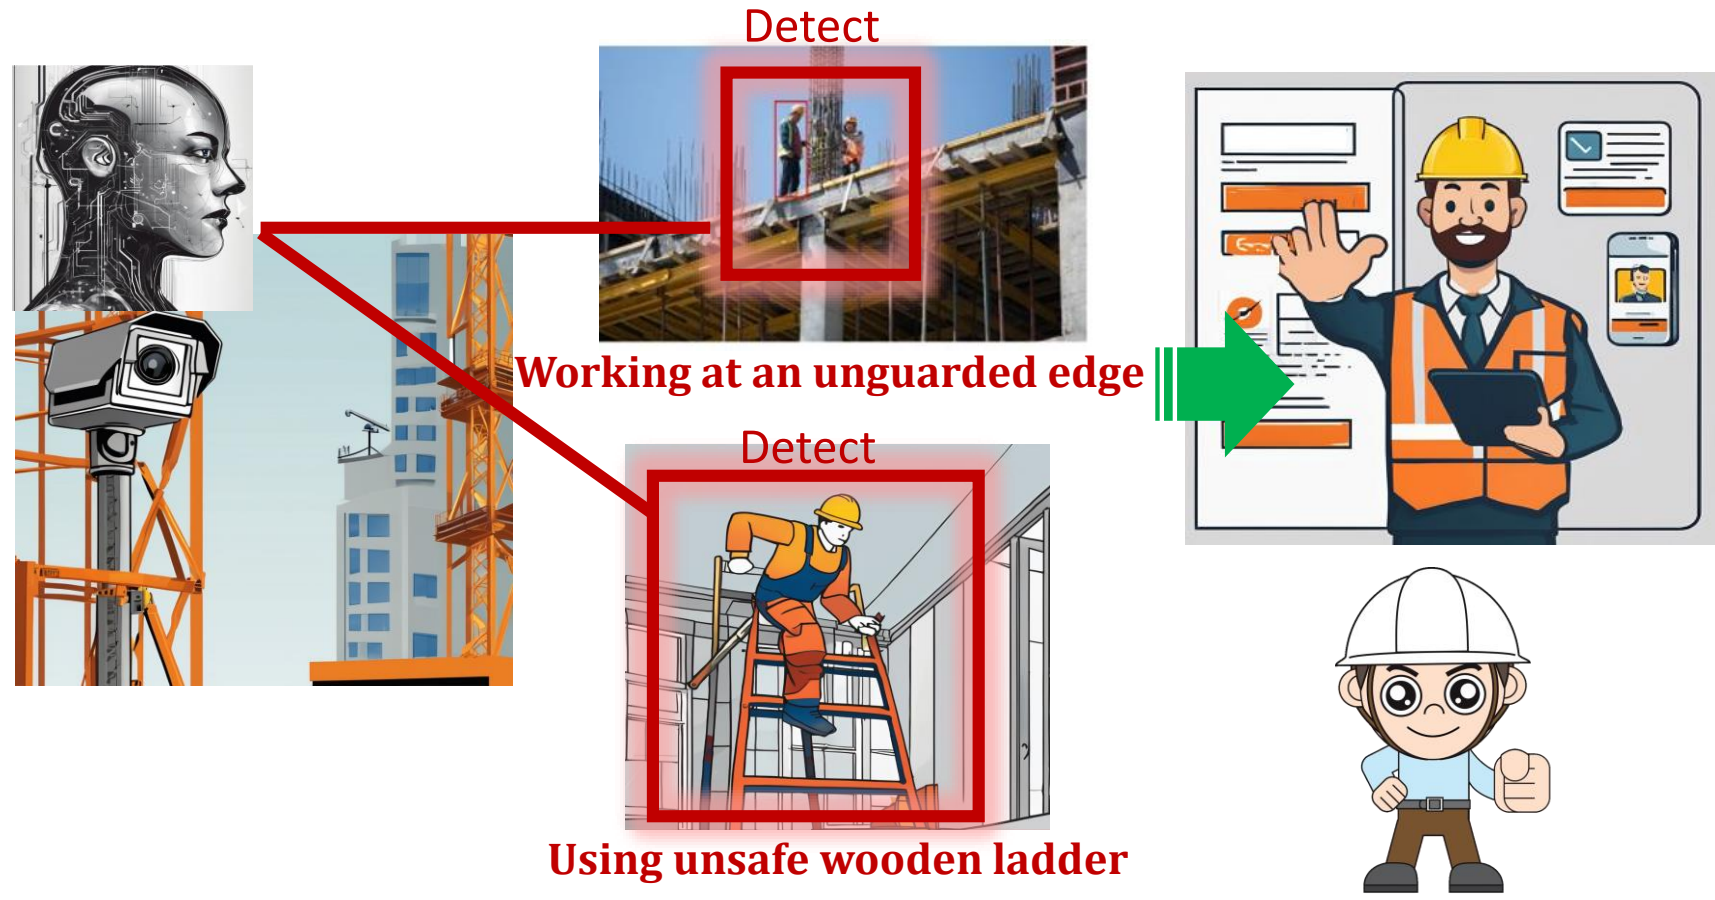 Detect
Working at an unguarded edge
Detect
Using unsafe wooden ladder